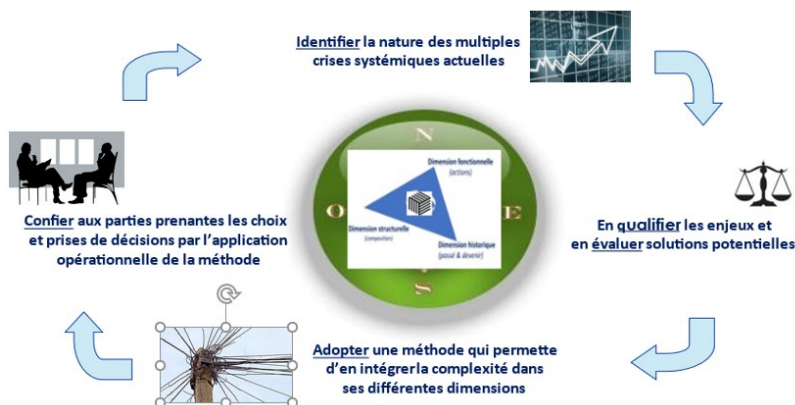 Identifier la nature des multiples
crises systémiques actuelles
En qualifier les enjeux et
en évaluer solutions potentielles
Adopter une méthode qui permette
d'en intégrerla complexité dans
ses différentes dimensions
Confier aux parties prenantes les choix
et prises de décisions par l'application
opérationnelle de la méthode
N
O
E
S
Dimension fonctionnelle
(actions)
Dimension structurelle
(composition)
Dimension historique
(passé & devenir)